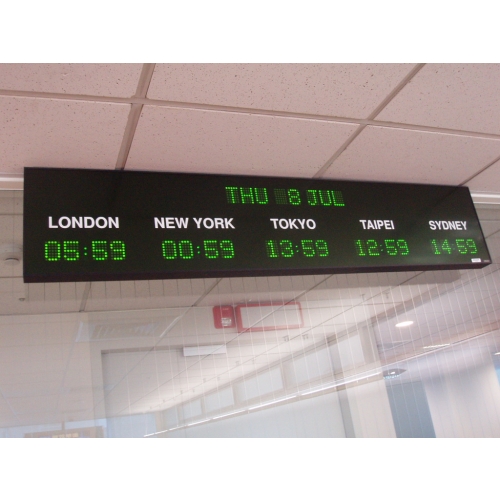 THU 8 JUL
LONDON NEW YORK TOKYO TAIPEI SYDNEY
05:59 00:59 13:59 12:59 14:59